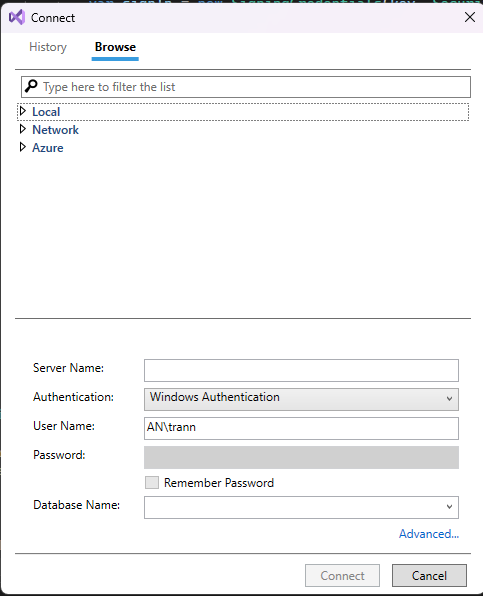 Connect
History
Browse
Type here to filter the list
Local
Network
Azure
Server Name:
Authentication: Windows Authentication
User Name: AN\trann
Password:
Remember Password
Database Name:
Advanced...
Connect Cancel